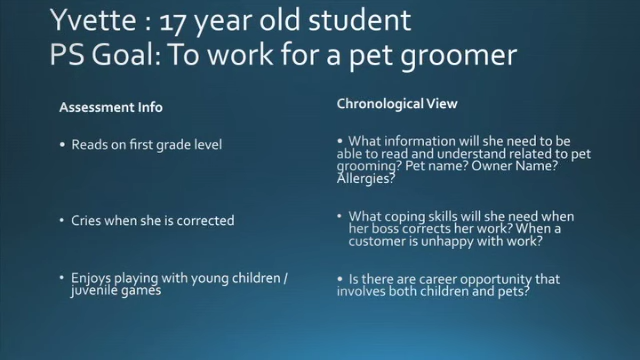 Yvette : 17 year old student
PS Goal: To work for a pet groomer
Assessment Info
• Reads on first grade level
• Cries when she is corrected
• Enjoys playing with young children /
juvenile games
Chronological View
• What information will she need to be
able to read and understand related to pet
grooming? Pet name? Owner Name?
Allergies?
• What coping skills will she need when
her boss corrects her work? When a
customer is unhappy with work?
• Is there are career opportunity that
involves both children and pets?